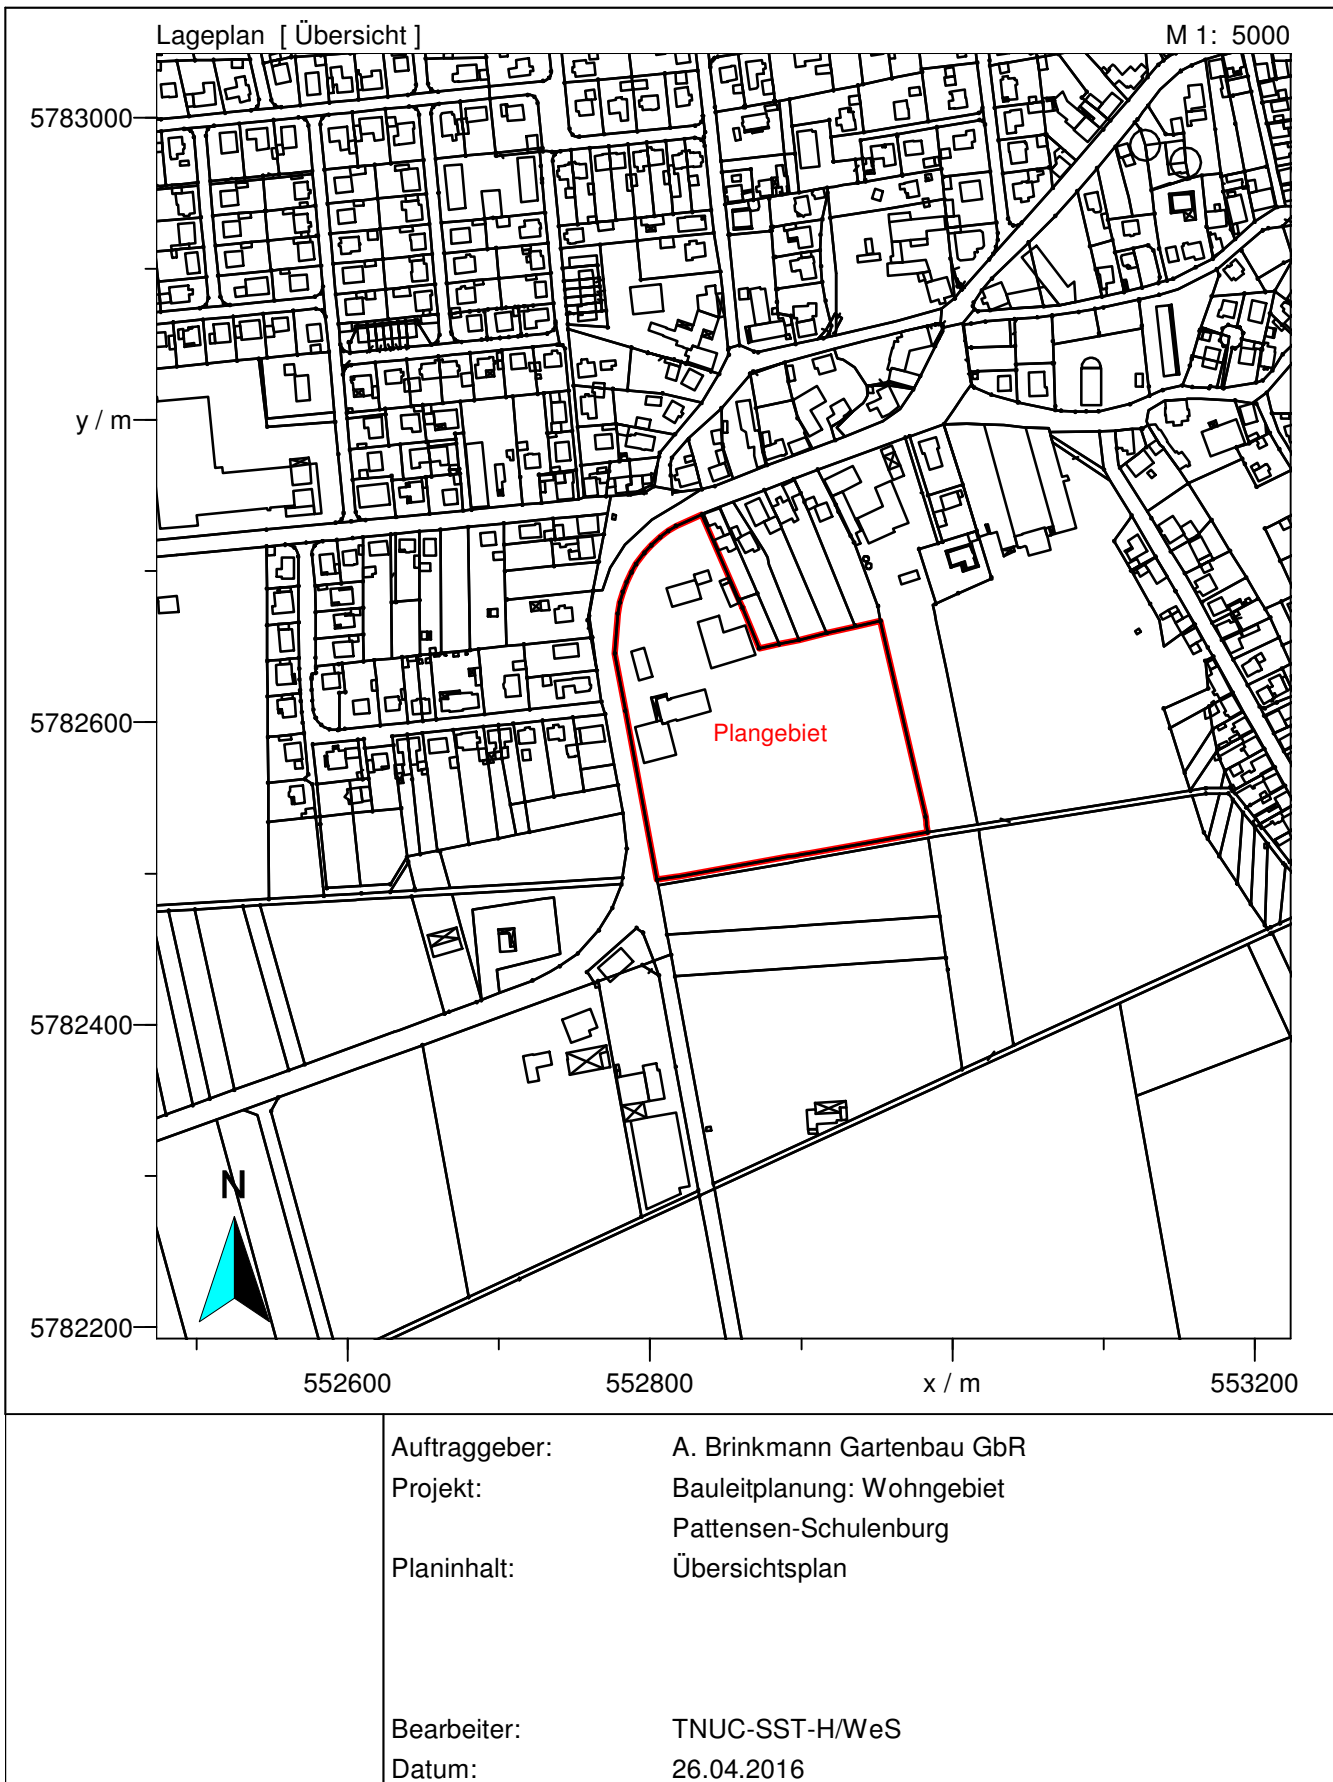 Lageplan [ Übersicht ]
M 1: 5000
5783000
y / m
5782600
Plangebiet
5782400
N
5782200
552600
552800
x / m
553200
Auftraggeber: A. Brinkmann Gartenbau GbR
Projekt: Bauleitplanung: Wohngebiet
Pattensen-Schulenburg
Planinhalt: Übersichtsplan
Bearbeiter: TNUC-SST-H/WeS
Datum: 26.04.2016